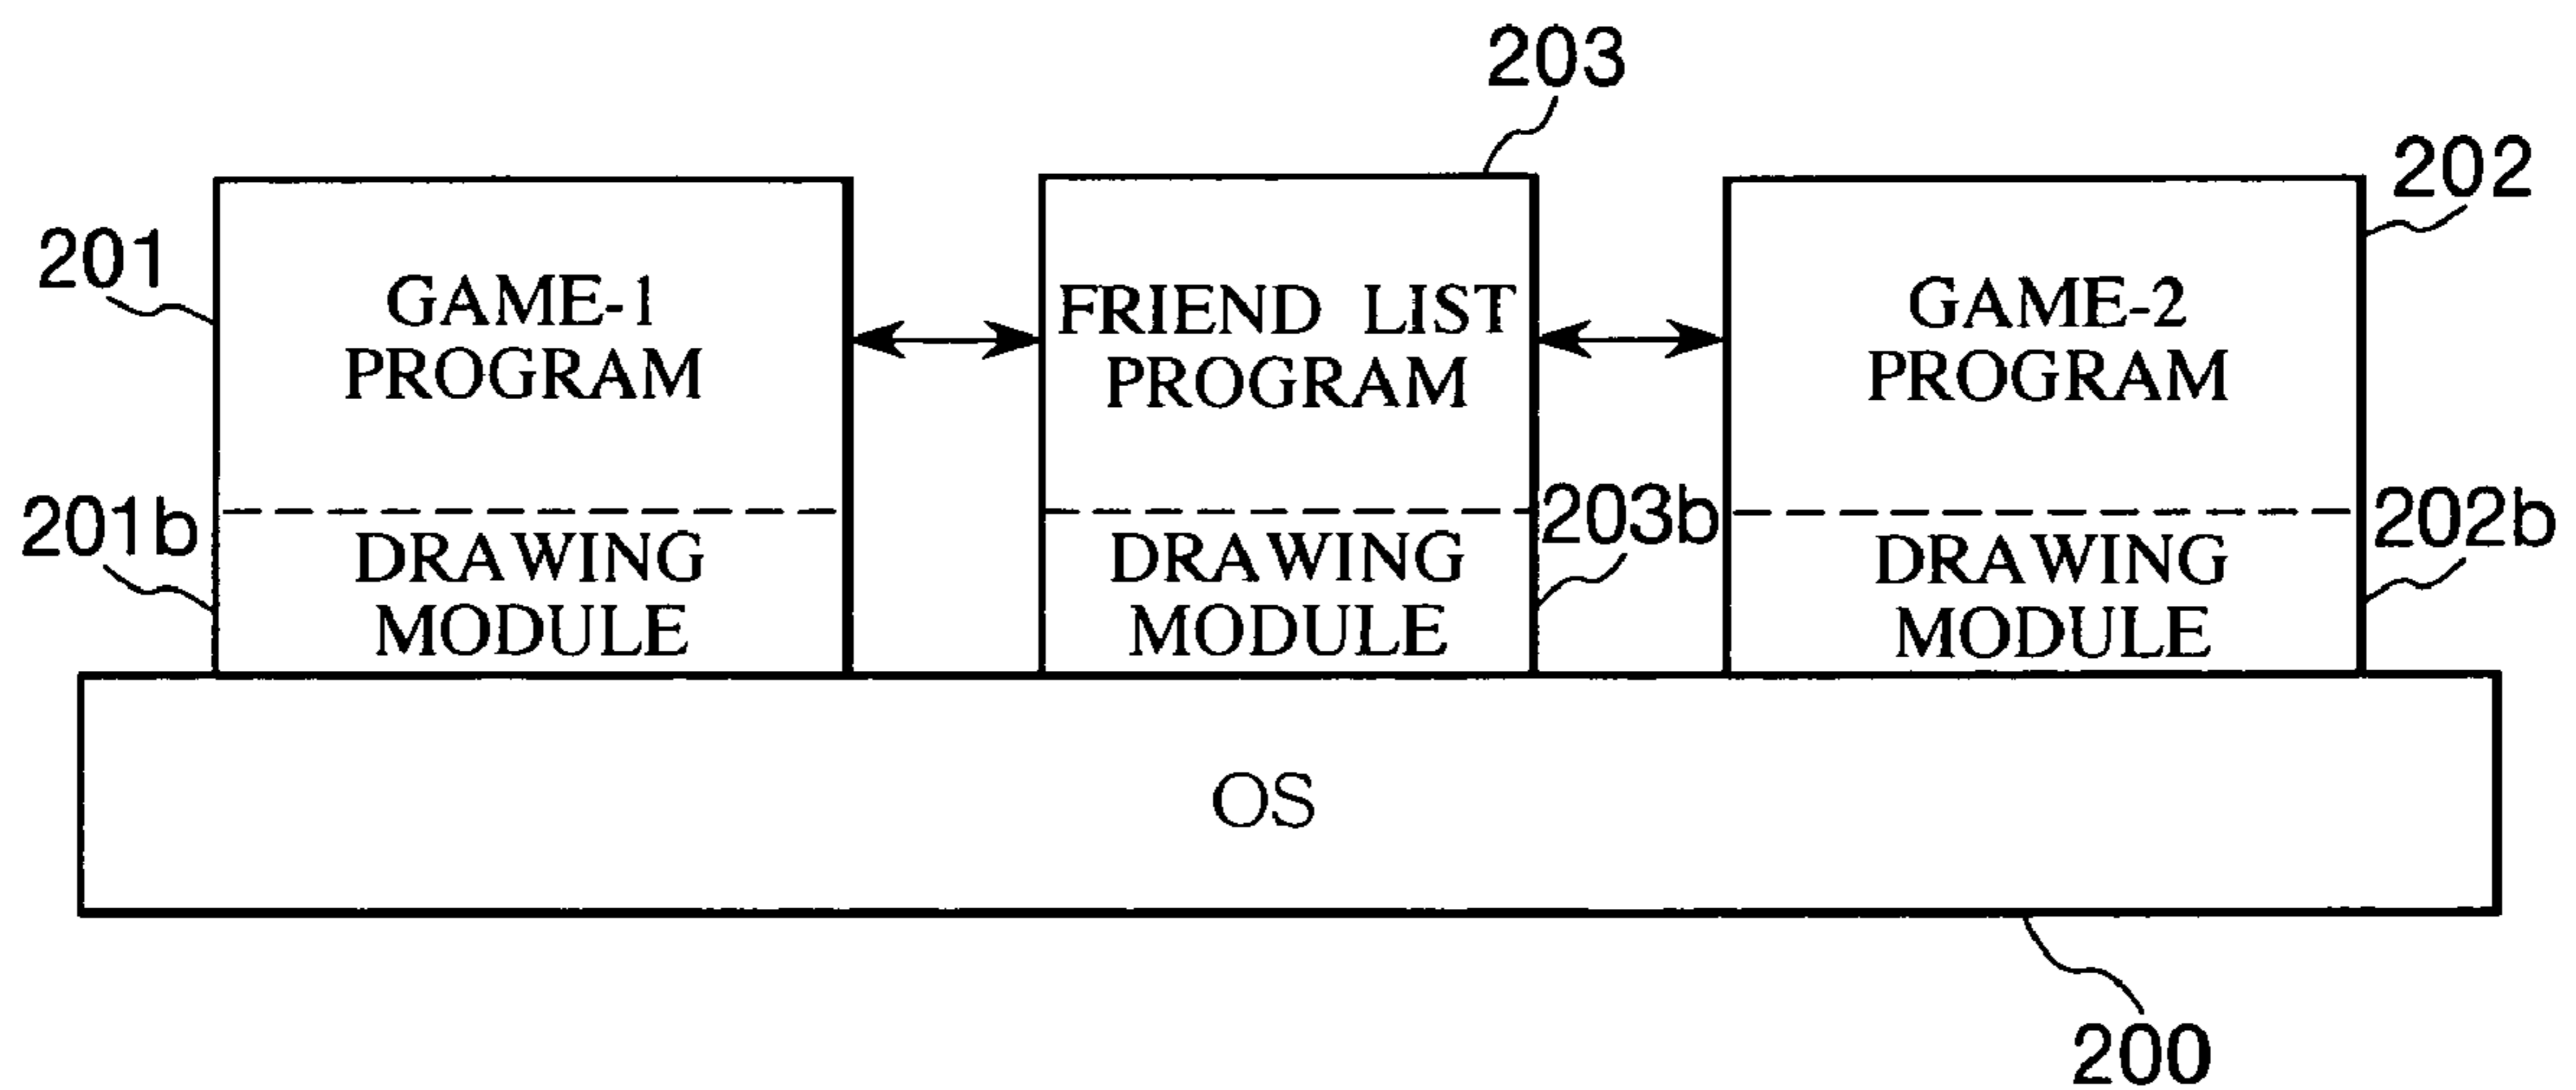 203
202
201
GAME-1
PROGRAM
FRIEND LIST
PROGRAM
GAME-2
PROGRAM
201b
203b
202b
DRAWING
MODULE
DRAWING
MODULE
DRAWING
MODULE
OS
200